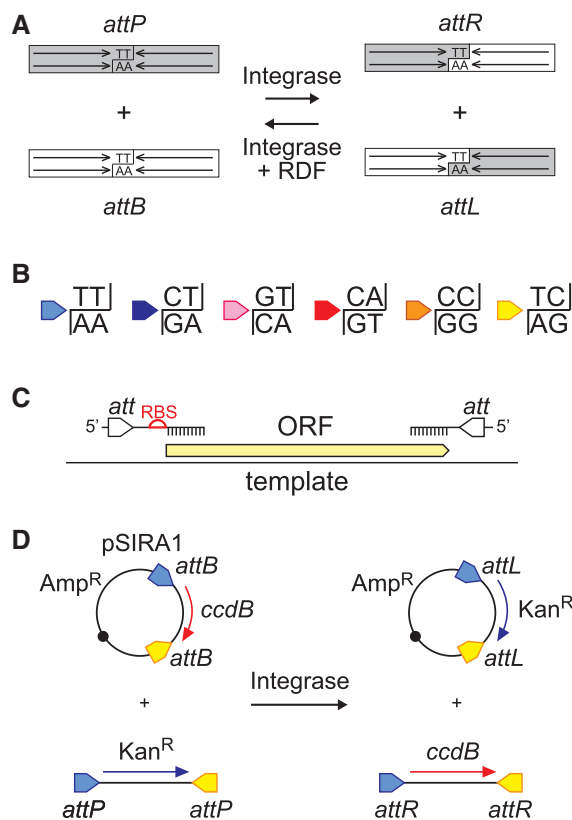 A
attP
attR
TT
AA
TT
AA
+
Integrase
+
Integrase
+ RDF
TT
AA
TT
AA
attB
attL
B
TT
AA
CT
GA
GT
CA
CA
GT
CC
GG
TC
AG
C
att
RBS
ORF
att
5'
5'
template
D
pSIRA1
attB
AmpR
ccdB
attB
attL
AmpR
KanR
attL
+
Integrase
+
KanR
attP
attP
ccdB
attR
attR